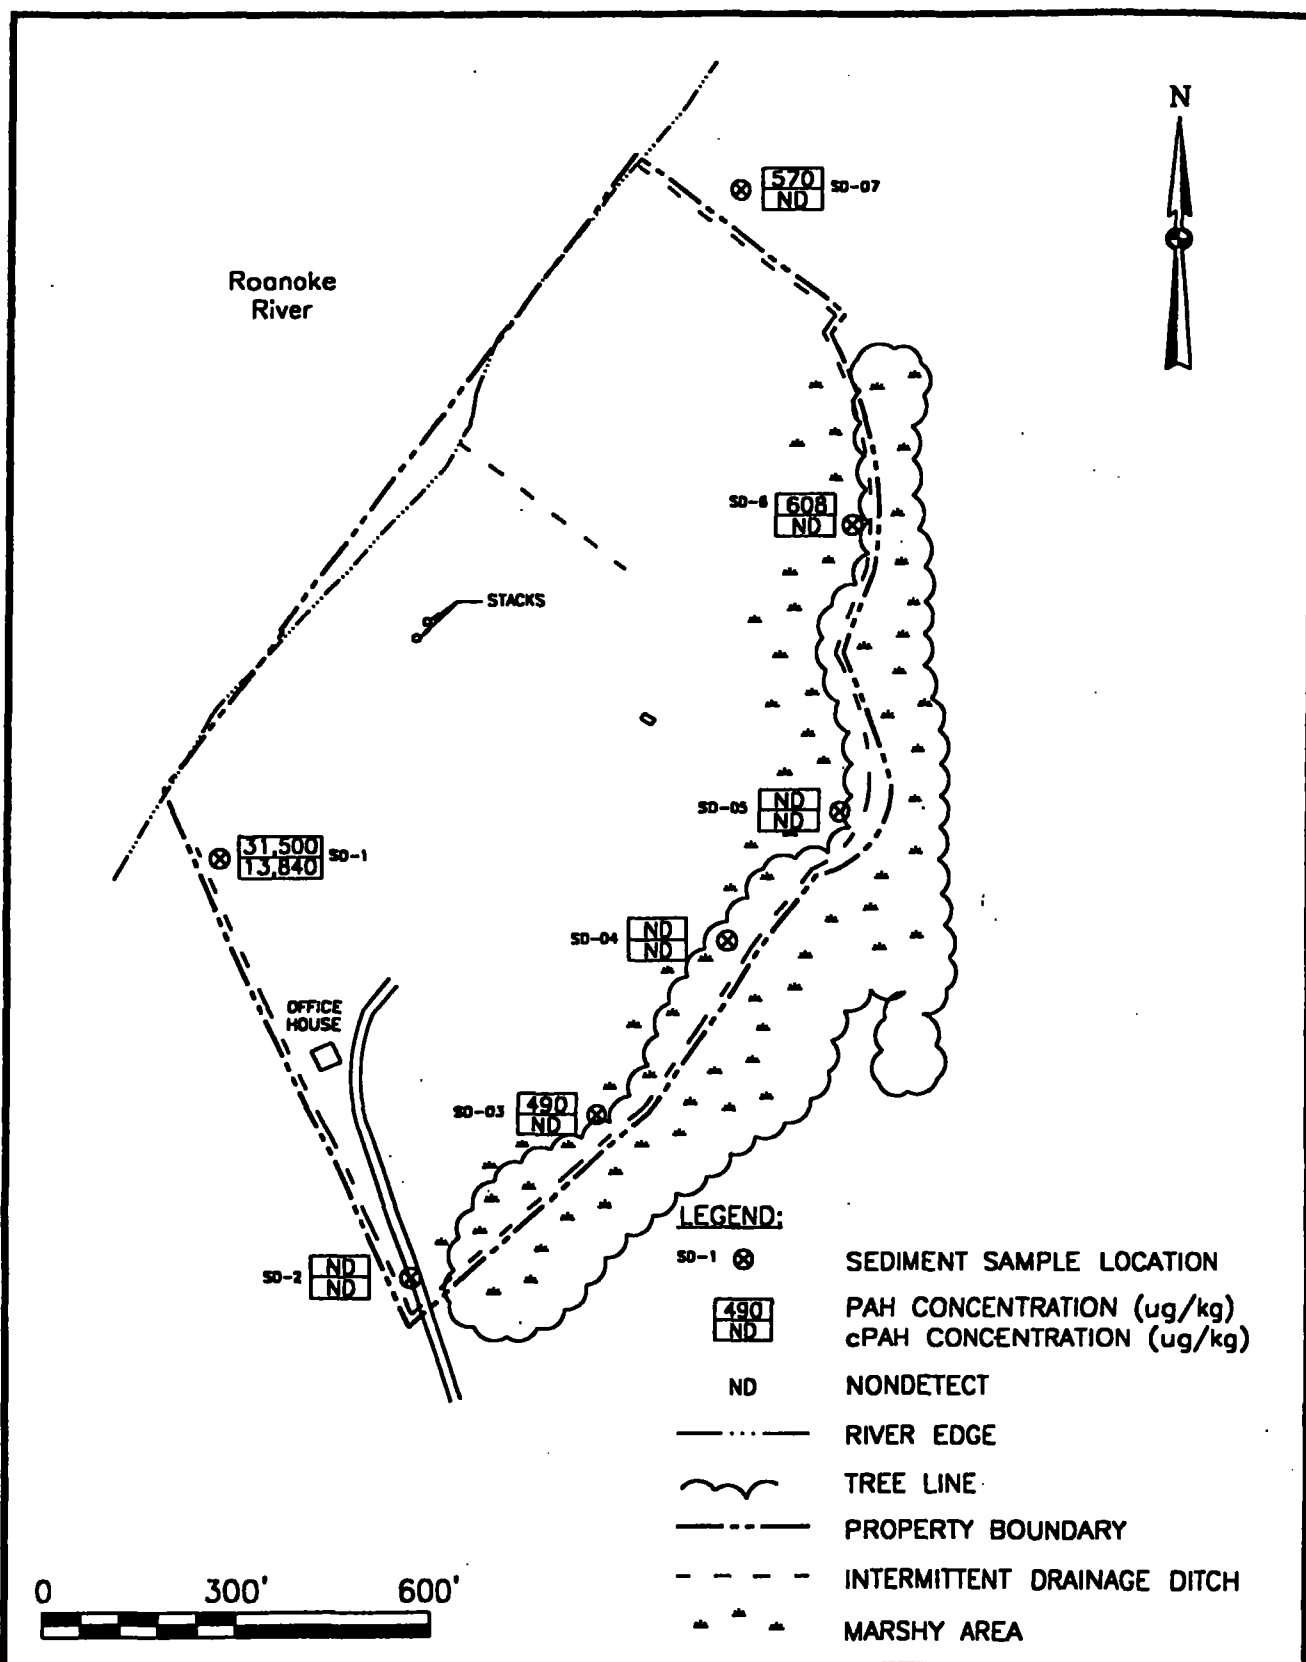 N
570
ND
SD-07
Roanoke
River
SD-6
608
ND
STACKS
SD-05
ND
ND
31,500
13,840
SD-1
SD-04
ND
ND
OFFICE
HOUSE
SD-03
490
ND
SD-2
ND
ND
LEGEND:
SD-1
SEDIMENT SAMPLE LOCATION
490
ND
PAH CONCENTRATION (ug/kg)
cPAH CONCENTRATION (ug/kg)
ND
NONDETECT
RIVER EDGE
TREE LINE
PROPERTY BOUNDARY
INTERMITTENT DRAINAGE DITCH
MARSHY AREA
0 300' 600'